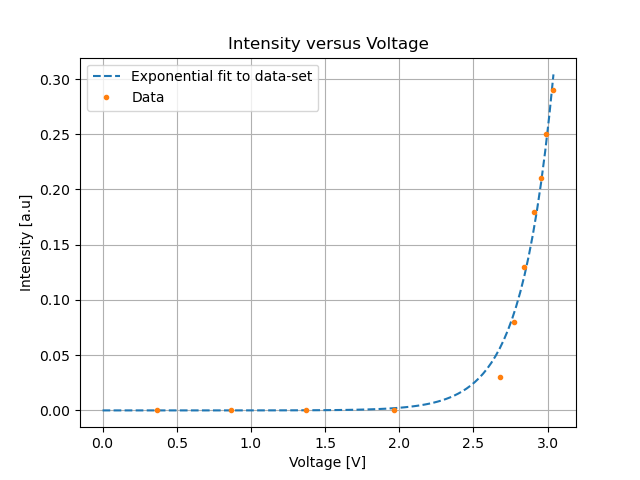 Intensity versus Voltage
Exponential fit to data-set
Data
0.30
0.25
0.20
0.15
0.10
0.05
0.00
Intensity [a.u]
0.0 0.5 1.0 1.5 2.0 2.5 3.0
Voltage [V]